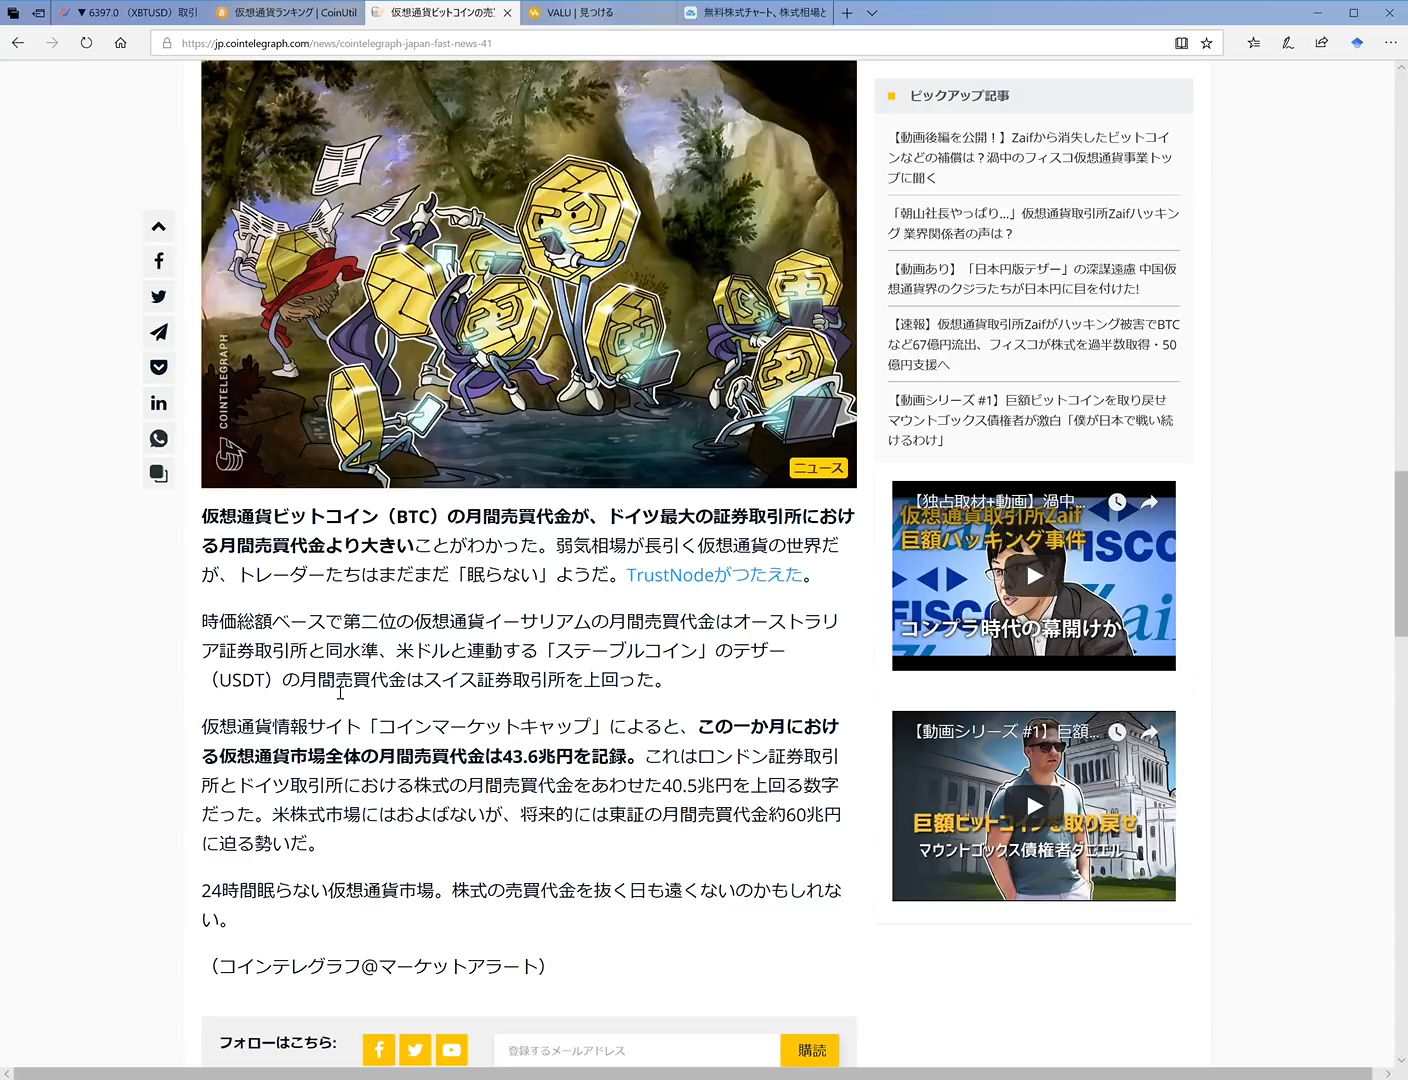 ▼ 6397.0 （XBTUSD）取引
仮想通貨ランキング | CoinUtil
仮想通貨ビットコインの売
VALU | 見つける
無料株式チャート、株式相場と
https://jp.cointelegraph.com/news/cointelegraph-japan-fast-news-41
COINTELEGRAPH
ニュース
仮想通貨ビットコイン（BTC）の月間売買代金が、ドイツ最大の証券取引所におけ
る月間売買代金より大きいことがわかった。弱気相場が長引く仮想通貨の世界だ
が、トレーダーたちはまだまだ「眠らない」ようだ。TrustNodeがつたえた。
時価総額ベースで第二位の仮想通貨イーサリアムの月間売買代金はオーストラリ
ア証券取引所と同水準、米ドルと連動する「ステーブルコイン」のテザー
（USDT）の月間売買代金はスイス証券取引所を上回った。
仮想通貨情報サイト「コインマーケットキャップ」によると、この一か月におけ
る仮想通貨市場全体の月間売買代金は43.6兆円を記録。これはロンドン証券取引
所とドイツ取引所における株式の月間売買代金をあわせた40.5兆円を上回る数字
だった。米株式市場にはおよばないが、将来的には東証の月間売買代金約60兆円
に迫る勢いだ。
24時間眠らない仮想通貨市場。株式の売買代金を抜く日も遠くないのかもしれな
い。
（コインテレグラフ@マーケットアラート）
フォローはこちら:
登録するメールアドレス
購読
ピックアップ記事
【動画後編を公開！】Zaifから消失したビットコイ
ンなどの補償は？渦中のフィスコ仮想通貨事業トッ
プに聞く
「朝山社長やっぱり...」仮想通貨取引所Zaifハッキン
グ 業界関係者の声は？
【動画あり】「日本円版テザー」の深謀遠慮 中国仮
想通貨界のクジラたちが日本円に目を付けた!
【速報】仮想通貨取引所Zaifがハッキング被害でBTC
など67億円流出、フィスコが株式を過半数取得・50
億円支援へ
【動画シリーズ #1】巨額ビットコインを取り戻せ
マウントゴックス債権者が激白「僕が日本で戦い続
けるわけ」
【独占取材+動画】渦中...
仮想通貨取引所Zaif
巨額ハッキング事件
FISCO
Zaif
コンプラ時代の幕開けか
【動画シリーズ #1】巨額...
巨額ビットコインを取り戻せ
マウントゴックス債権者ダニエル